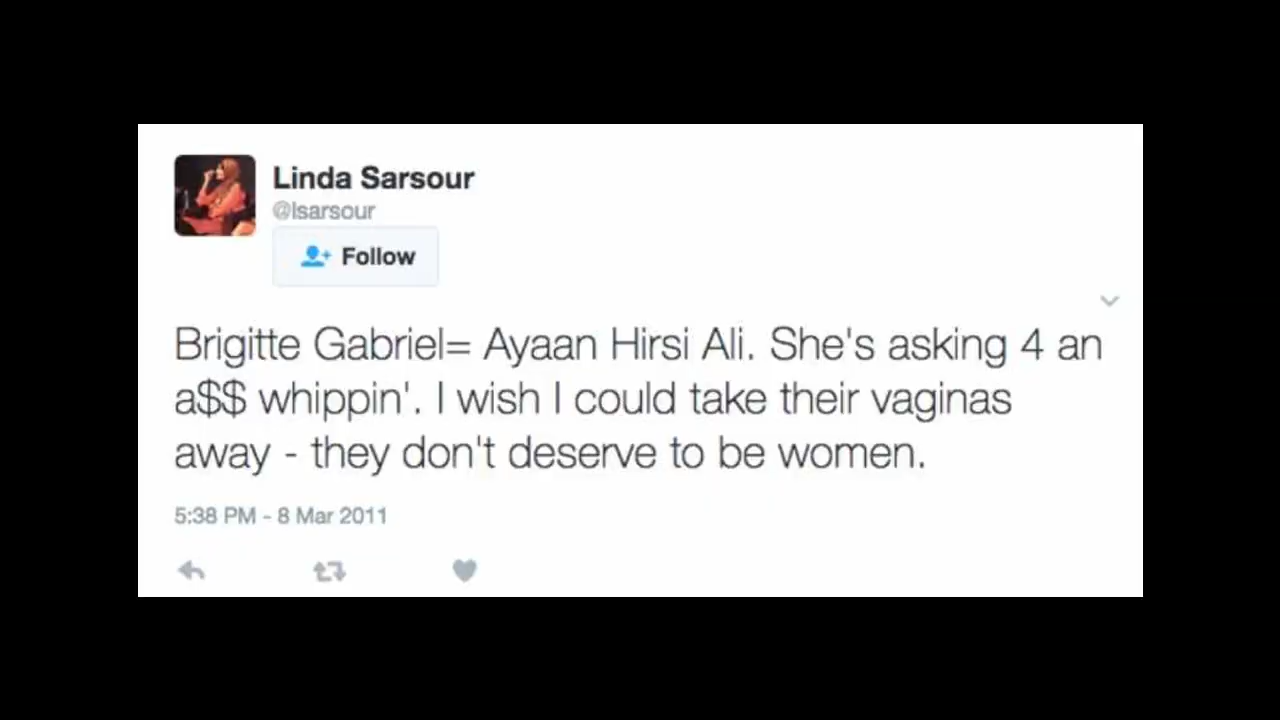 Linda Sarsour
@lsarsour
Follow
Brigitte Gabriel= Ayaan Hirsi Ali. She's asking 4 an
a$$ whippin'. I wish I could take their vaginas
away - they don't deserve to be women.
5:38 PM - 8 Mar 2011